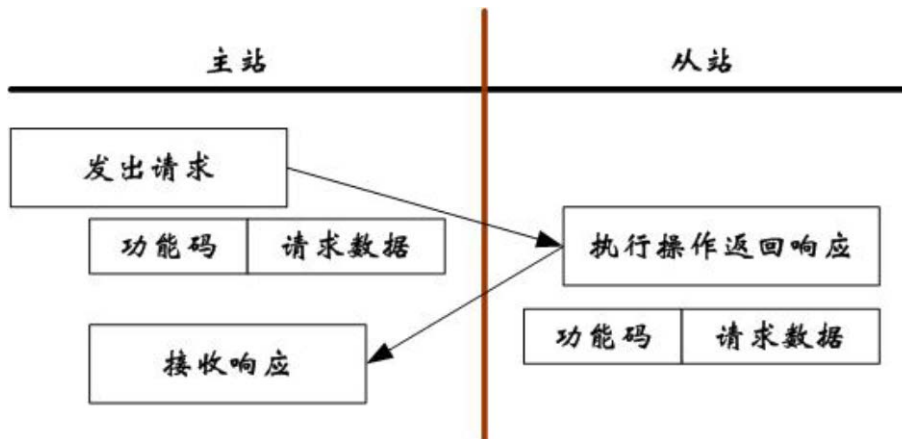 主站
从站
发出请求
功能码 请求数据
执行操作返回响应
接收响应
功能码 请求数据